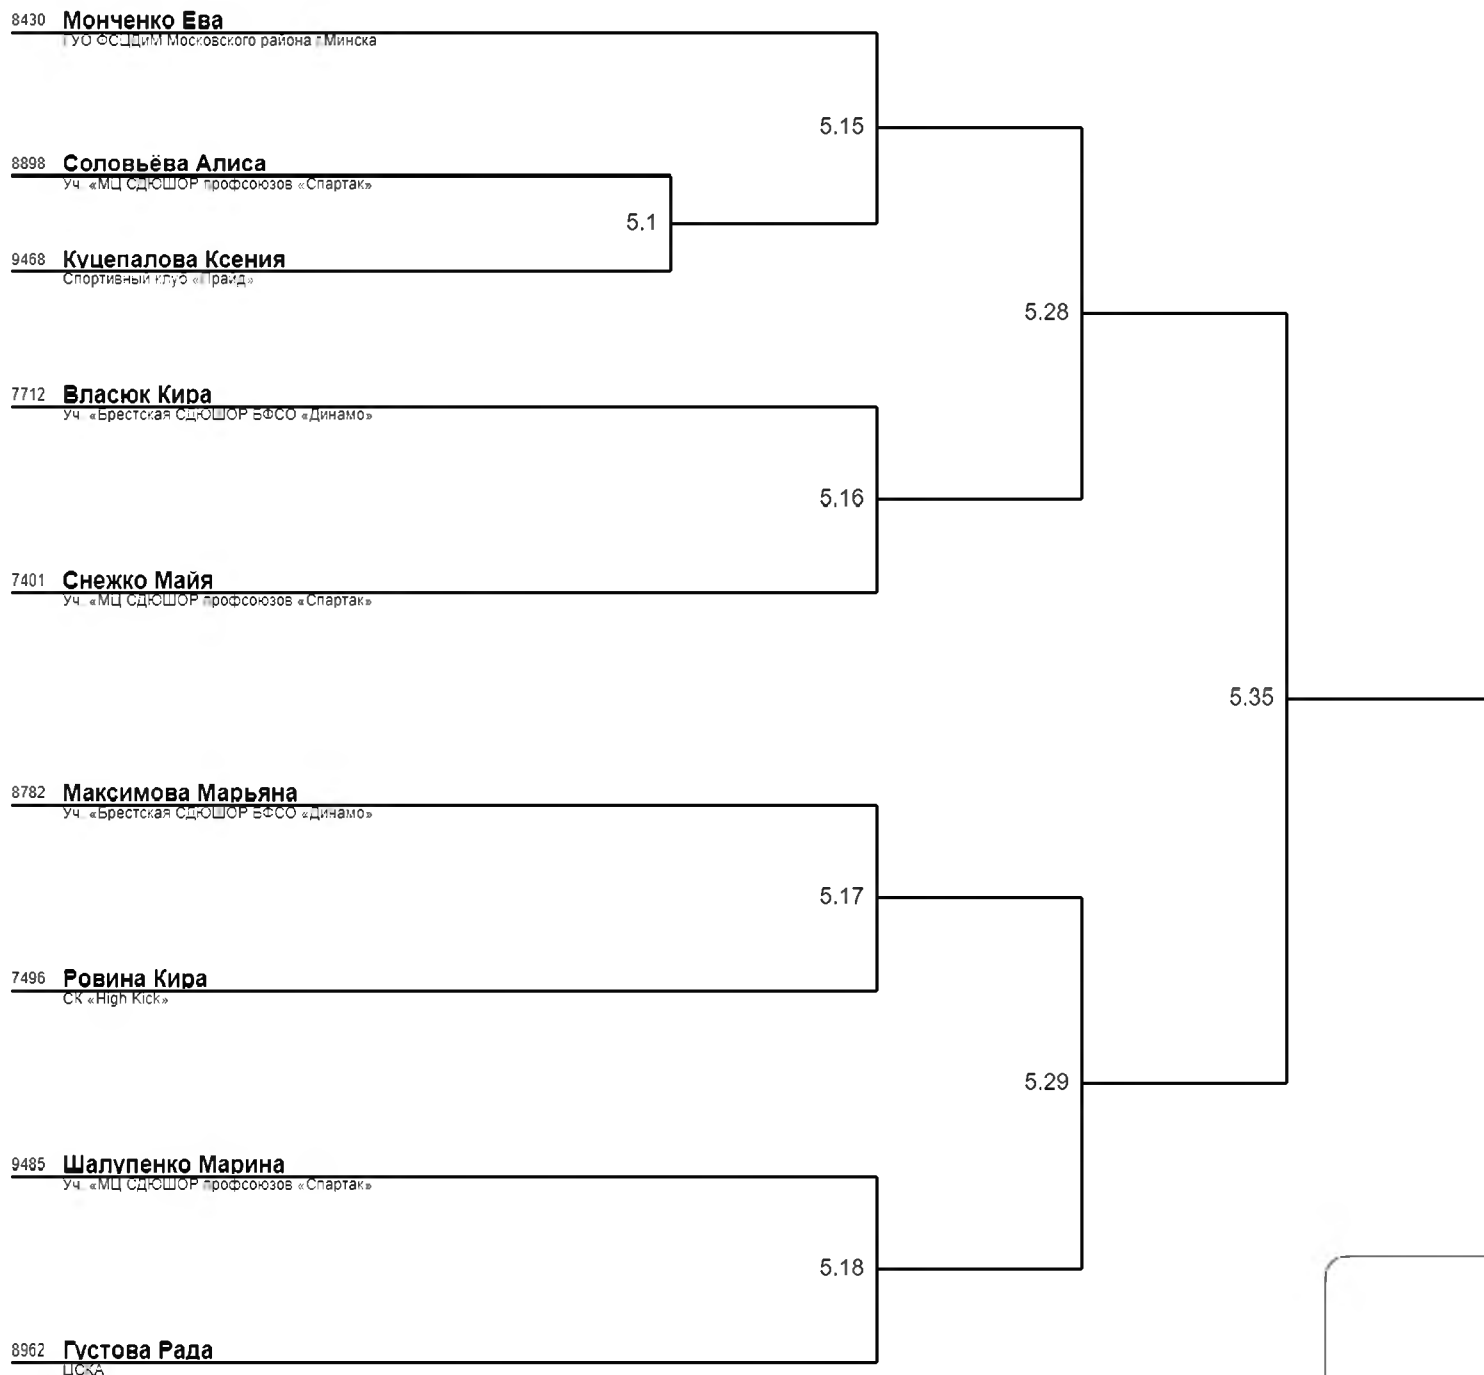 8430 Монченко Ева
ГУО ФСЦДиМ Московского района г.Минска
5.15
8898 Соловьёва Алиса
Уч. «МЦ СДЮШОР профсоюзов «Спартак»
5.1
9468 Куцепалова Ксения
Спортивный клуб «Прайд»
5.28
7712 Власюк Кира
Уч. «Брестская СДЮШОР БФСО «Динамо»
5.16
7401 Снежко Майя
Уч. «МЦ СДЮШОР профсоюзов «Спартак»
5.35
8782 Максимова Марьяна
Уч. «Брестская СДЮШОР БФСО «Динамо»
5.17
7496 Ровина Кира
СК «High Kick»
5.29
9485 Шалупенко Марина
Уч. «МЦ СДЮШОР профсоюзов «Спартак»
5.18
8962 Густова Рада
ЦСКА